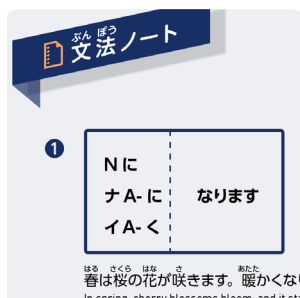 文法ノート
1
Nに
ナA-に なります
イA-く
春は桜の花が咲きます。暖かくな
In spring, cherry blossoms bloom, and it